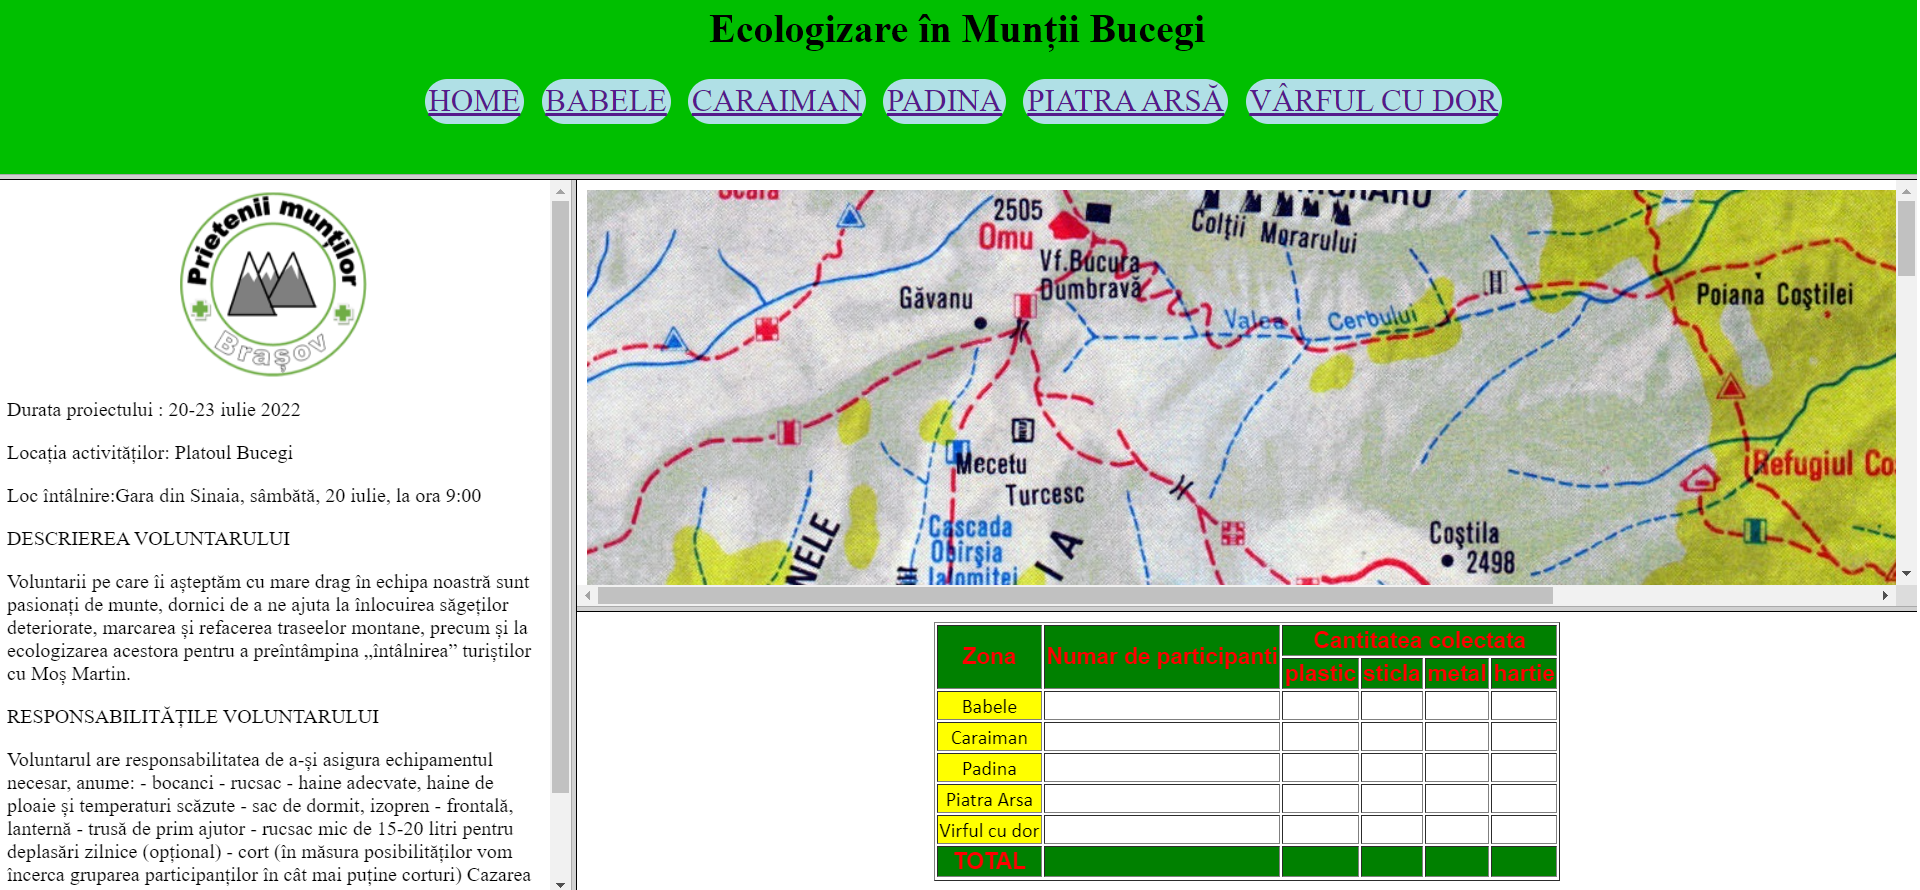 Ecologizare în Munții Bucegi
HOME BABELE CARAIMAN PADINA PIATRA ARSĂ VÂRFUL CU DOR
Prietenii munților
Brașov
Durata proiectului : 20-23 iulie 2022
Locația activităților: Platoul Bucegi
Loc întâlnire:Gara din Sinaia, sâmbătă, 20 iulie, la ora 9:00
DESCRIEREA VOLUNTARULUI
Voluntarii pe care îi așteptăm cu mare drag în echipa noastră sunt
pasionați de munte, dornici de a ne ajuta la înlocuirea săgeților
deteriorate, marcarea și refacerea traseelor montane, precum și la
ecologizarea acestora pentru a preîntâmpina „întâlnirea” turiștilor
cu Moș Martin.
RESPONSABILITĂȚILE VOLUNTARULUI
Voluntarul are responsabilitatea de a-și asigura echipamentul
necesar, anume: - bocanci - rucsac - haine adecvate, haine de
ploaie și temperaturi scăzute - sac de dormit, izopren - frontală,
lanternă - trusă de prim ajutor - rucsac mic de 15-20 litri pentru
deplasări zilnice (opțional) - cort (în măsura posibilităților vom
încerca gruparea participanților în cât mai puține corturi) Cazarea
2505
Omu
Colții Morarului
Vf.Bucura
Dumbravă
Găvanu
Valea Cerbului
Poiana Coştilei
Mecetu
Turcesc
Refugiul Co
Cascada
Obîrşia
Ialomitei
NELE
IA
Coştila
2498
Zona Numar de participanti Cantitatea colectata
plastic sticla metal hartie
Babele
Caraiman
Padina
Piatra Arsa
Virful cu dor
TOTAL